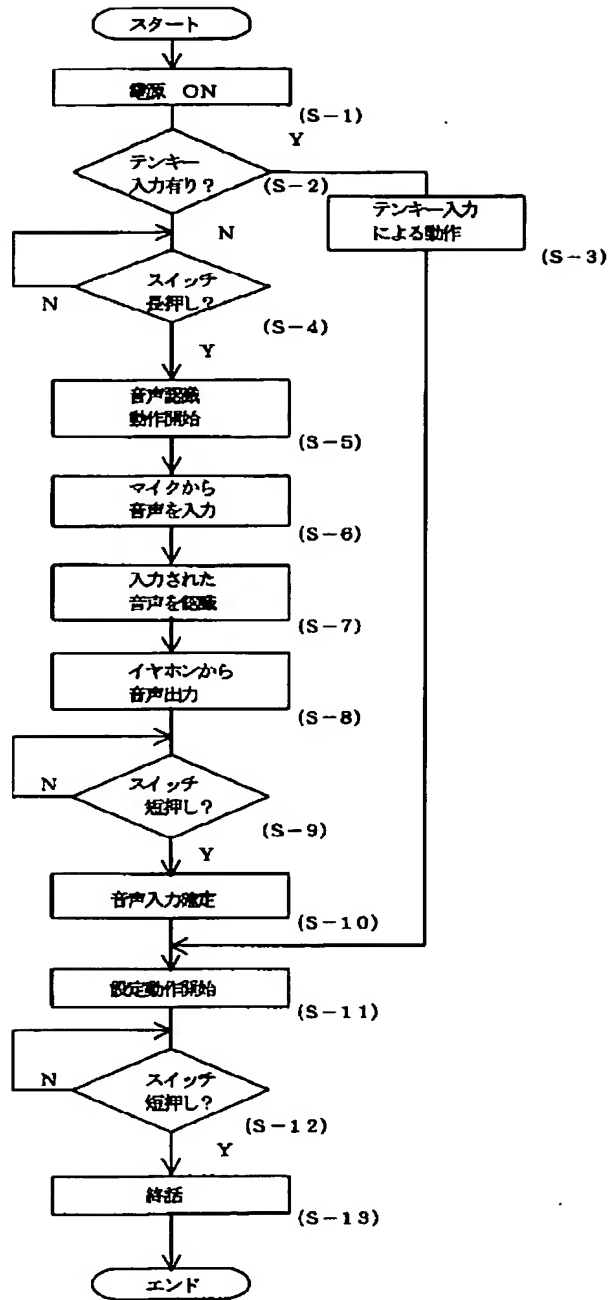 スタート
電源 ON
(S-1)
Y
テンキー
入力有り?
(S-2)
テンキー入力
による動作
(S-3)
N
スイッチ
長押し?
N
(S-4)
Y
音声認識
動作開始
(S-5)
マイクから
音声を入力
(S-6)
入力された
音声を認識
(S-7)
イヤホンから
音声出力
(S-8)
スイッチ
短押し?
N
(S-9)
Y
音声入力確定
(S-10)
設定動作開始
(S-11)
スイッチ
短押し?
N
(S-12)
Y
終話
(S-13)
エンド